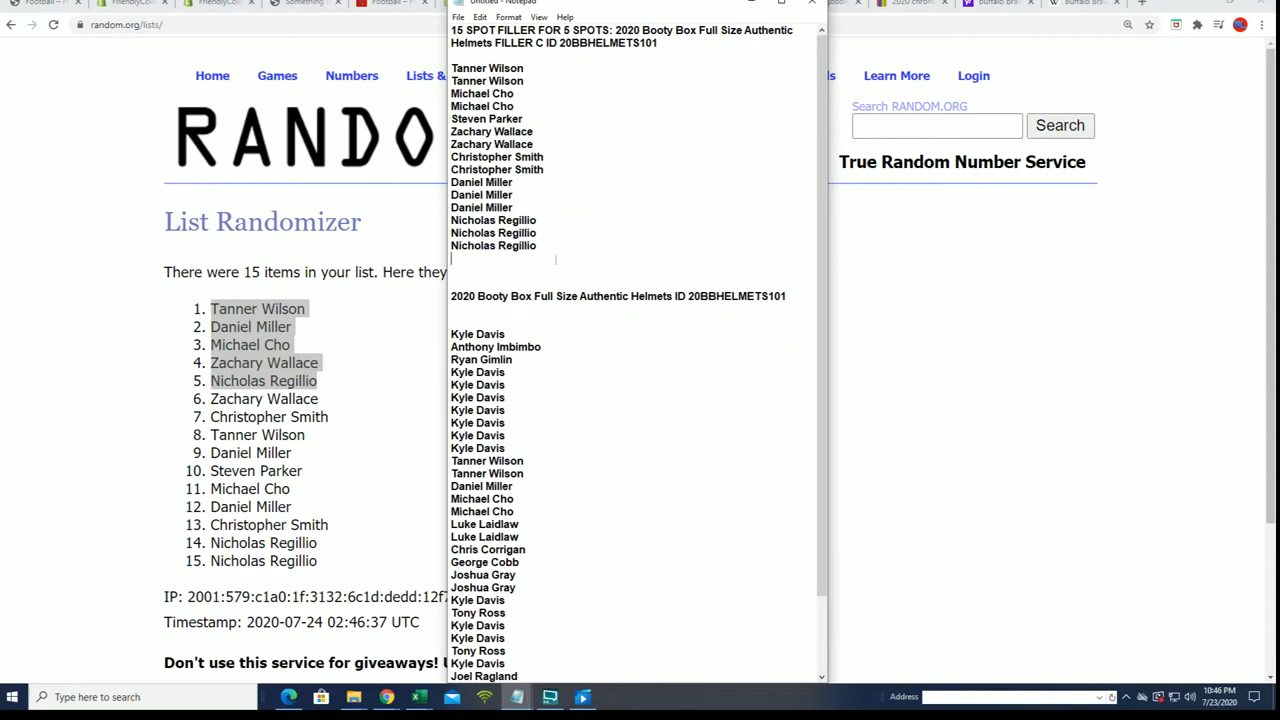 Untitled - Notepad
random.org/lists/
File Edit Format View Help
Home Games Numbers Lists & Learn More Login
RANDO
Search RANDOM.ORG
Search
True Random Number Service
List Randomizer
There were 15 items in your list. Here they
1. Tanner Wilson
2. Daniel Miller
3. Michael Cho
4. Zachary Wallace
5. Nicholas Regillio
6. Zachary Wallace
7. Christopher Smith
8. Tanner Wilson
9. Daniel Miller
10. Steven Parker
11. Michael Cho
12. Daniel Miller
13. Christopher Smith
14. Nicholas Regillio
15. Nicholas Regillio
IP: 2001:579:c1a0:1f:3132:6c1d:dedd:12f7
Timestamp: 2020-07-24 02:46:37 UTC
Don't use this service for giveaways!
15 SPOT FILLER FOR 5 SPOTS: 2020 Booty Box Full Size Authentic
Helmets FILLER C ID 20BBHELMETS101
Tanner Wilson
Tanner Wilson
Michael Cho
Michael Cho
Steven Parker
Zachary Wallace
Zachary Wallace
Christopher Smith
Christopher Smith
Daniel Miller
Daniel Miller
Daniel Miller
Nicholas Regillio
Nicholas Regillio
Nicholas Regillio
2020 Booty Box Full Size Authentic Helmets ID 20BBHELMETS101
Kyle Davis
Anthony Imbimbo
Ryan Gimlin
Kyle Davis
Kyle Davis
Kyle Davis
Kyle Davis
Kyle Davis
Kyle Davis
Kyle Davis
Tanner Wilson
Tanner Wilson
Daniel Miller
Michael Cho
Michael Cho
Luke Laidlaw
Luke Laidlaw
Chris Corrigan
George Cobb
Joshua Gray
Joshua Gray
Kyle Davis
Tony Ross
Kyle Davis
Kyle Davis
Tony Ross
Kyle Davis
Joel Ragland
Type here to search
Address
10:46 PM
7/23/2020